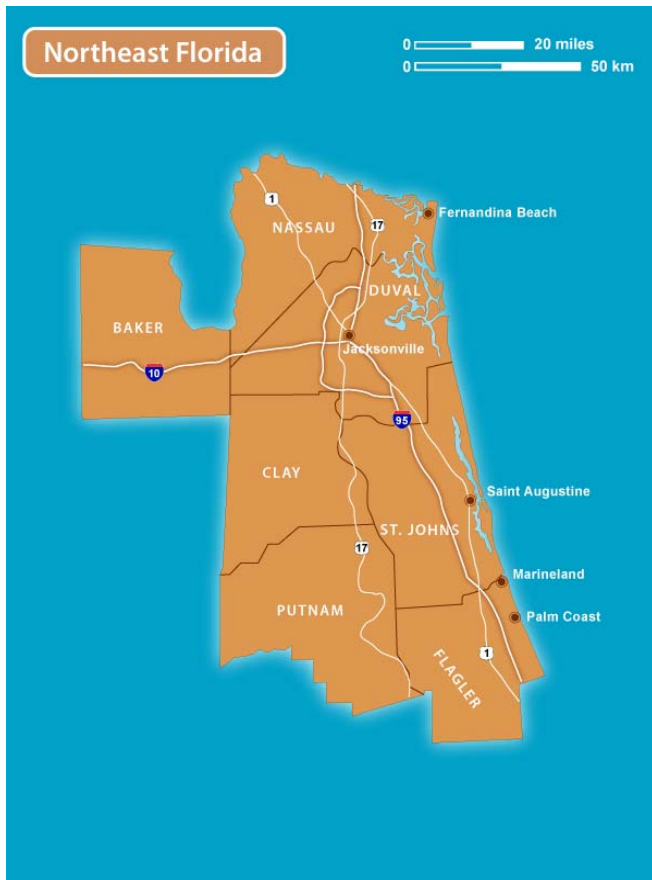 Northeast Florida
0 20 miles
0 50 km
1
17
Fernandina Beach
NASSAU
DUVAL
BAKER
Jacksonville
10
95
CLAY
Saint Augustine
ST. JOHNS
17
Marineland
PUTNAM
Palm Coast
1
FLAGLER